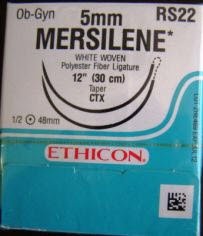 Ob-Gyn
5mm
RS22
MERSILENE*
WHITE WOVEN
Polyester Fiber Ligature
12" (30 cm)
Taper
CTX
1/2
48mm
ETHICON